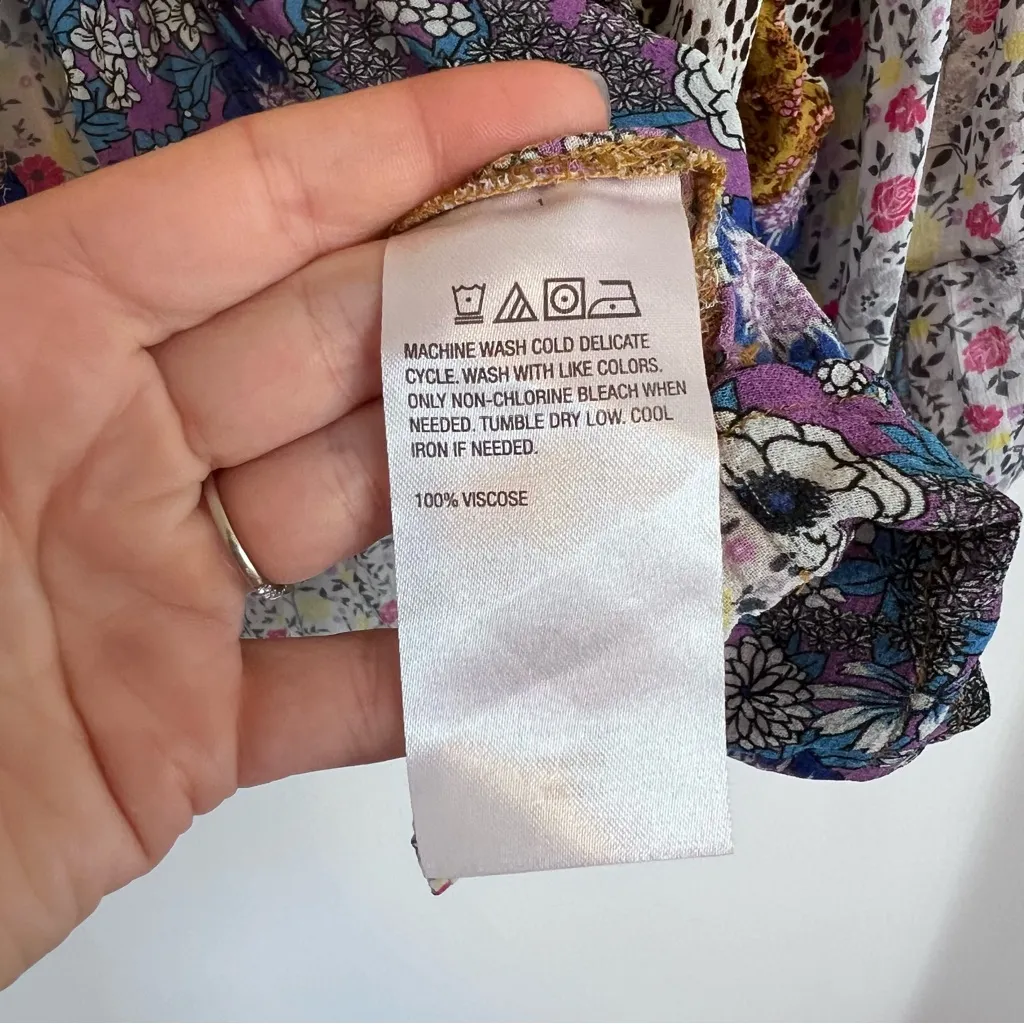 MACHINE WASH COLD DELICATE
CYCLE. WASH WITH LIKE COLORS.
ONLY NON-CHLORINE BLEACH WHEN
NEEDED. TUMBLE DRY LOW. COOL
IRON IF NEEDED.
100% VISCOSE